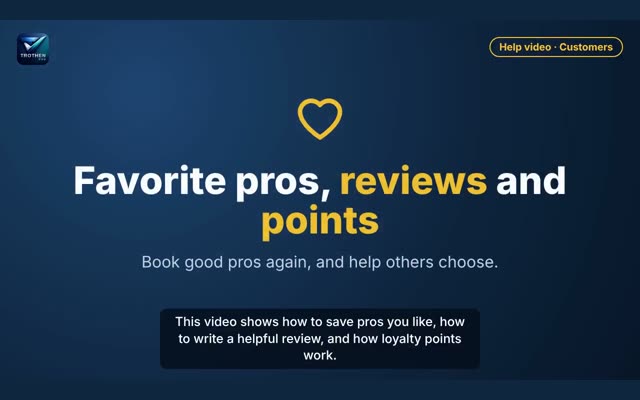 TROTHEN
Help video · Customers
Favorite pros, reviews and
points
Book good pros again, and help others choose.
This video shows how to save pros you like, how
to write a helpful review, and how loyalty points
work.